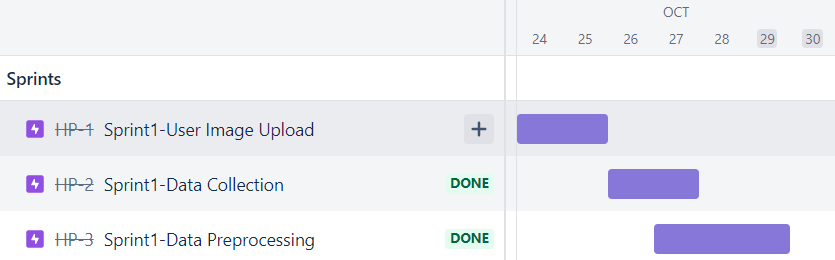 OCT
24 25 26 27 28 29 30
Sprints
HP-1 Sprint1-User Image Upload
HP-2 Sprint1-Data Collection DONE
HP-3 Sprint1-Data Preprocessing DONE